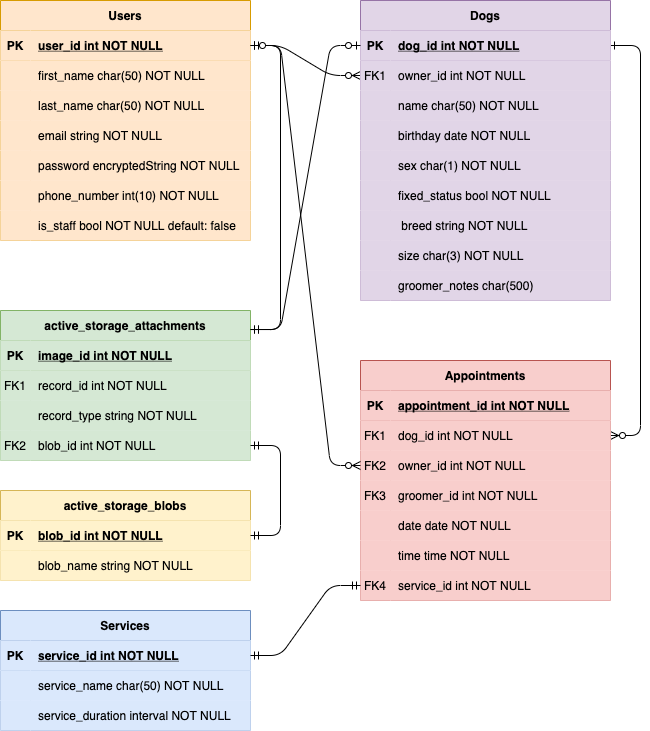 Users
PK user_id int NOT NULL
first_name char(50) NOT NULL
last_name char(50) NOT NULL
email string NOT NULL
password encryptedString NOT NULL
phone_number int(10) NOT NULL
is_staff bool NOT NULL default: false
Dogs
PK dog_id int NOT NULL
FK1 owner_id int NOT NULL
name char(50) NOT NULL
birthday date NOT NULL
sex char(1) NOT NULL
fixed_status bool NOT NULL
breed string NOT NULL
size char(3) NOT NULL
groomer_notes char(500)
active_storage_attachments
PK image_id int NOT NULL
FK1 record_id int NOT NULL
record_type string NOT NULL
FK2 blob_id int NOT NULL
Appointments
PK appointment_id int NOT NULL
FK1 dog_id int NOT NULL
FK2 owner_id int NOT NULL
FK3 groomer_id int NOT NULL
date date NOT NULL
time time NOT NULL
FK4 service_id int NOT NULL
active_storage_blobs
PK blob_id int NOT NULL
blob_name string NOT NULL
Services
PK service_id int NOT NULL
service_name char(50) NOT NULL
service_duration interval NOT NULL